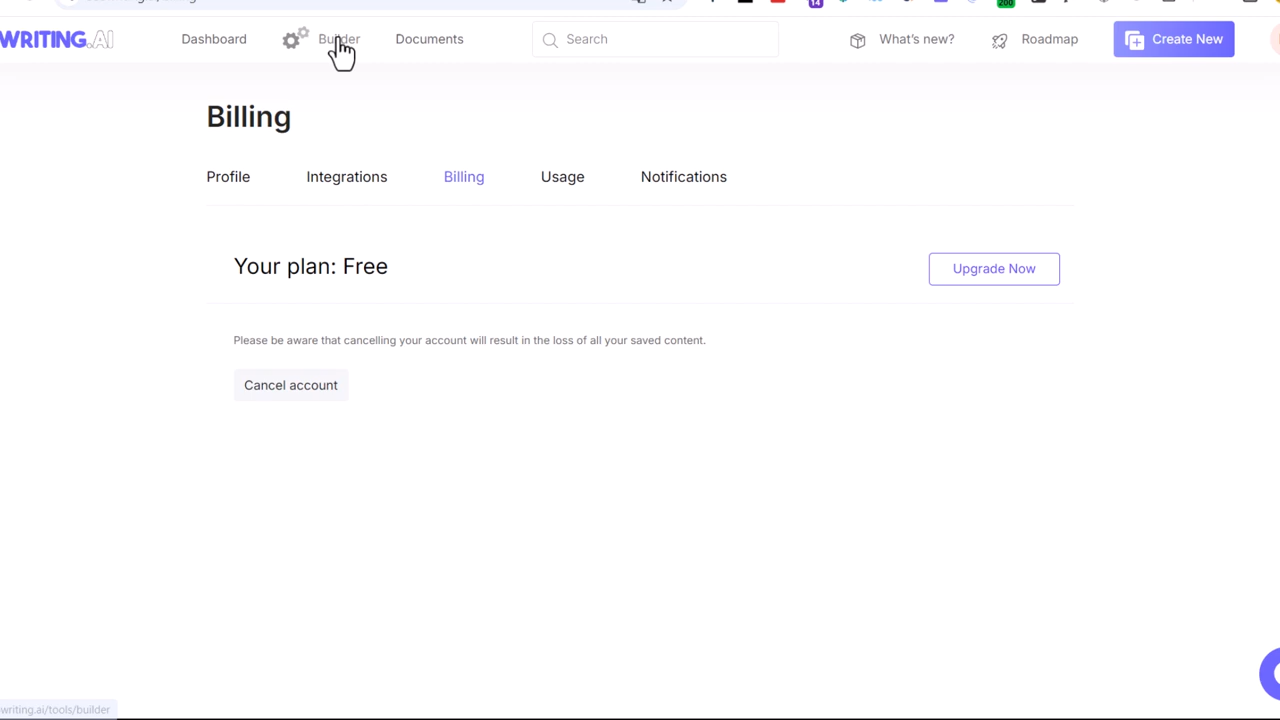 WRITING.AI Dashboard Builder Documents Search What's new? Roadmap Create New
Billing
Profile Integrations Billing Usage Notifications
Your plan: Free Upgrade Now
Please be aware that cancelling your account will result in the loss of all your saved content.
Cancel account
writing.ai/tools/builder